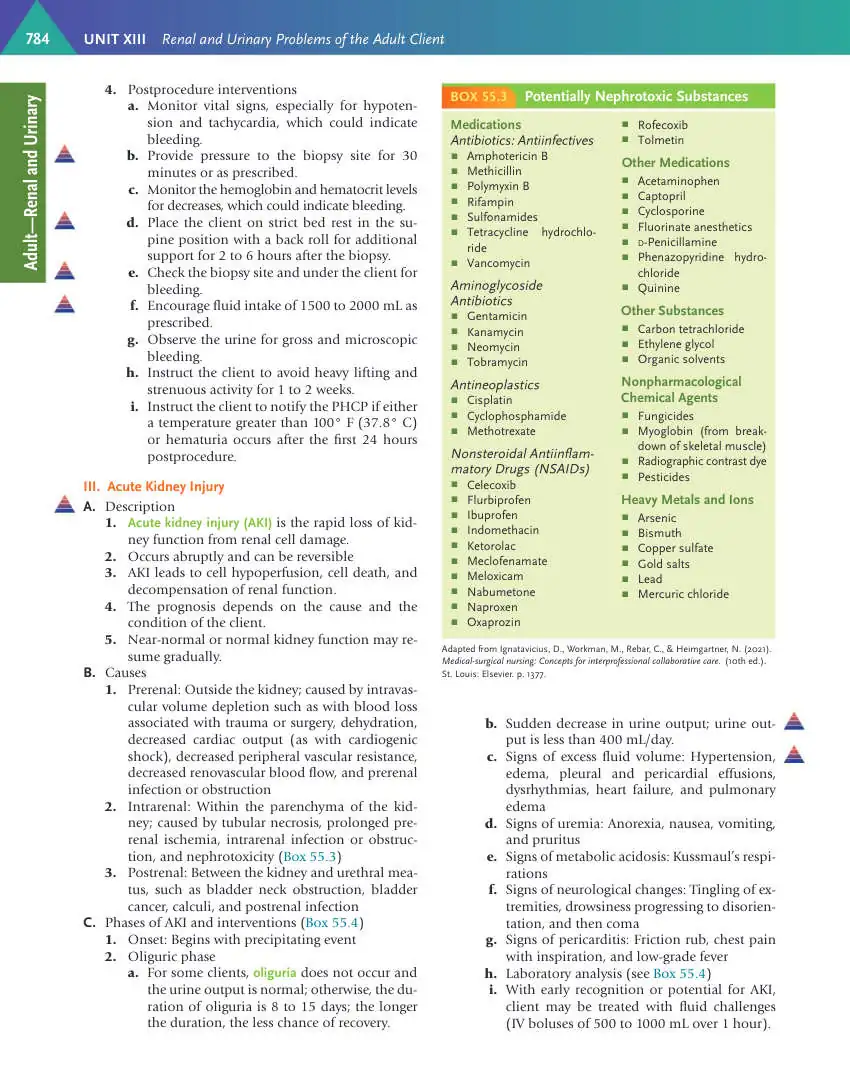 784
UNIT XIII Renal and Urinary Problems of the Adult Client
Adult—Renal and Urinary
4. Postprocedure interventions
a. Monitor vital signs, especially for hypoten-
sion and tachycardia, which could indicate
bleeding.
b. Provide pressure to the biopsy site for 30
minutes or as prescribed.
c. Monitor the hemoglobin and hematocrit levels
for decreases, which could indicate bleeding.
d. Place the client on strict bed rest in the su-
pine position with a back roll for additional
support for 2 to 6 hours after the biopsy.
e. Check the biopsy site and under the client for
bleeding.
f. Encourage fluid intake of 1500 to 2000 mL as
prescribed.
g. Observe the urine for gross and microscopic
bleeding.
h. Instruct the client to avoid heavy lifting and
strenuous activity for 1 to 2 weeks.
i. Instruct the client to notify the PHCP if either
a temperature greater than 100° F (37.8° C)
or hematuria occurs after the first 24 hours
postprocedure.
III. Acute Kidney Injury
A. Description
1. Acute kidney injury (AKI) is the rapid loss of kid-
ney function from renal cell damage.
2. Occurs abruptly and can be reversible
3. AKI leads to cell hypoperfusion, cell death, and
decompensation of renal function.
4. The prognosis depends on the cause and the
condition of the client.
5. Near-normal or normal kidney function may re-
sume gradually.
B. Causes
1. Prerenal: Outside the kidney; caused by intravas-
cular volume depletion such as with blood loss
associated with trauma or surgery, dehydration,
decreased cardiac output (as with cardiogenic
shock), decreased peripheral vascular resistance,
decreased renovascular blood flow, and prerenal
infection or obstruction
2. Intrarenal: Within the parenchyma of the kid-
ney; caused by tubular necrosis, prolonged pre-
renal ischemia, intrarenal infection or obstruc-
tion, and nephrotoxicity (Box 55.3)
3. Postrenal: Between the kidney and urethral mea-
tus, such as bladder neck obstruction, bladder
cancer, calculi, and postrenal infection
C. Phases of AKI and interventions (Box 55.4)
1. Onset: Begins with precipitating event
2. Oliguric phase
a. For some clients, oliguria does not occur and
the urine output is normal; otherwise, the du-
ration of oliguria is 8 to 15 days; the longer
the duration, the less chance of recovery.
BOX 55.3 Potentially Nephrotoxic Substances
Medications
Antibiotics: Antiinfectives
■ Amphotericin B
■ Methicillin
■ Polymyxin B
■ Rifampin
■ Sulfonamides
■ Tetracycline hydrochlo-
ride
■ Vancomycin
Aminoglycoside
Antibiotics
■ Gentamicin
■ Kanamycin
■ Neomycin
■ Tobramycin
Antineoplastics
■ Cisplatin
■ Cyclophosphamide
■ Methotrexate
Nonsteroidal Antiinflam-
matory Drugs (NSAIDs)
■ Celecoxib
■ Flurbiprofen
■ Ibuprofen
■ Indomethacin
■ Ketorolac
■ Meclofenamate
■ Meloxicam
■ Nabumetone
■ Naproxen
■ Oxaprozin
■ Rofecoxib
■ Tolmetin
Other Medications
■ Acetaminophen
■ Captopril
■ Cyclosporine
■ Fluorinate anesthetics
■ D-Penicillamine
■ Phenazopyridine hydro-
chloride
■ Quinine
Other Substances
■ Carbon tetrachloride
■ Ethylene glycol
■ Organic solvents
Nonpharmacological
Chemical Agents
■ Fungicides
■ Myoglobin (from break-
down of skeletal muscle)
■ Radiographic contrast dye
■ Pesticides
Heavy Metals and Ions
■ Arsenic
■ Bismuth
■ Copper sulfate
■ Gold salts
■ Lead
■ Mercuric chloride
Adapted from Ignatavicius, D., Workman, M., Rebar, C., & Heimgartner, N. (2021).
Medical-surgical nursing: Concepts for interprofessional collaborative care. (10th ed.).
St. Louis: Elsevier. p. 1377.
b. Sudden decrease in urine output; urine out-
put is less than 400 mL/day.
c. Signs of excess fluid volume: Hypertension,
edema, pleural and pericardial effusions,
dysrhythmias, heart failure, and pulmonary
edema
d. Signs of uremia: Anorexia, nausea, vomiting,
and pruritus
e. Signs of metabolic acidosis: Kussmaul's respi-
rations
f. Signs of neurological changes: Tingling of ex-
tremities, drowsiness progressing to disorien-
tation, and then coma
g. Signs of pericarditis: Friction rub, chest pain
with inspiration, and low-grade fever
h. Laboratory analysis (see Box 55.4)
i. With early recognition or potential for AKI,
client may be treated with fluid challenges
(IV boluses of 500 to 1000 mL over 1 hour).